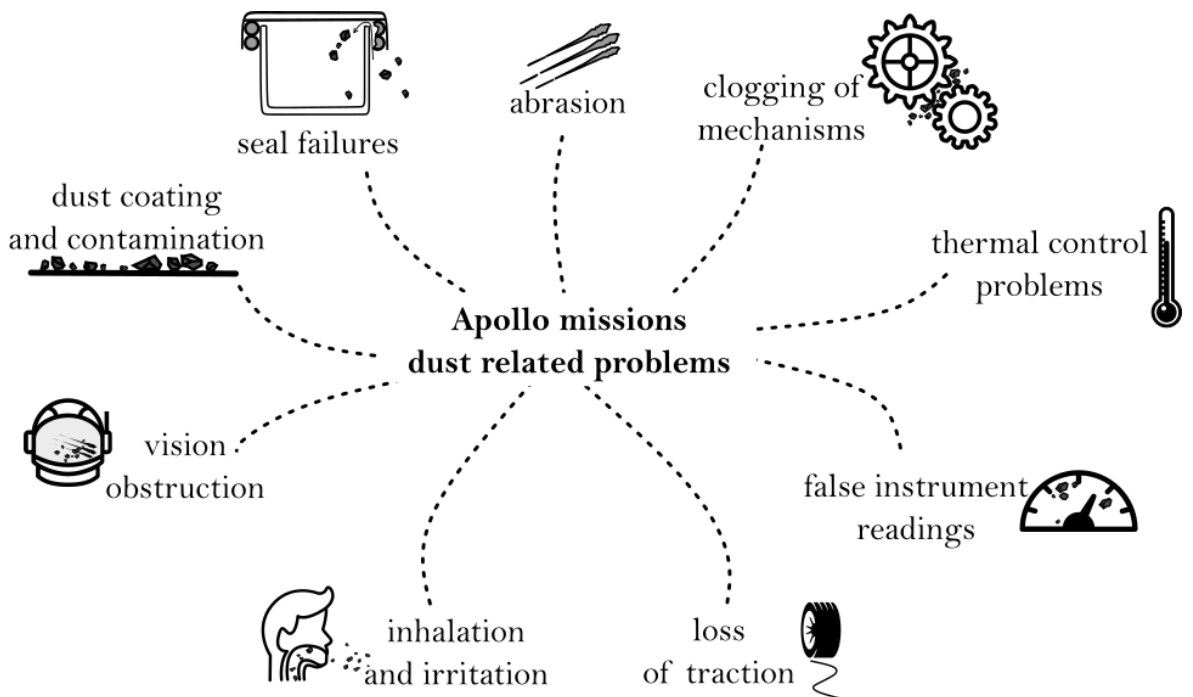 seal failures
abrasion
clogging of
mechanisms
dust coating
and contamination
thermal control
problems
Apollo missions
dust related problems
vision
obstruction
false instrument
readings
inhalation
and irritation
loss
of traction